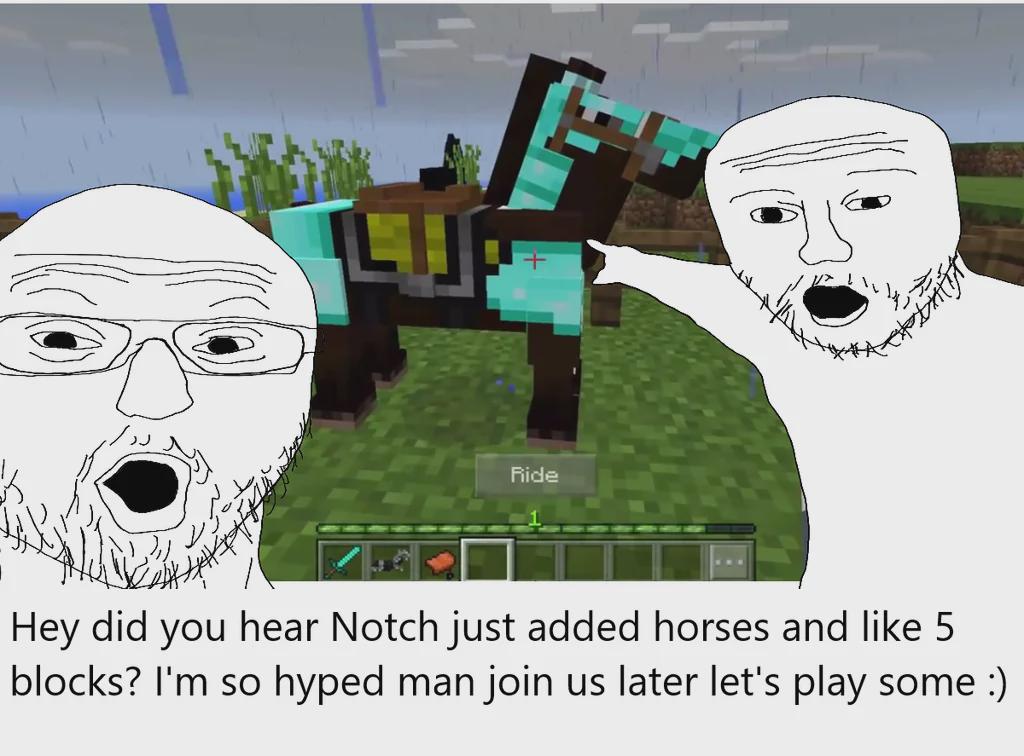 Ride
1
Hey did you hear Notch just added horses and like 5
blocks? I'm so hyped man join us later let's play some :)